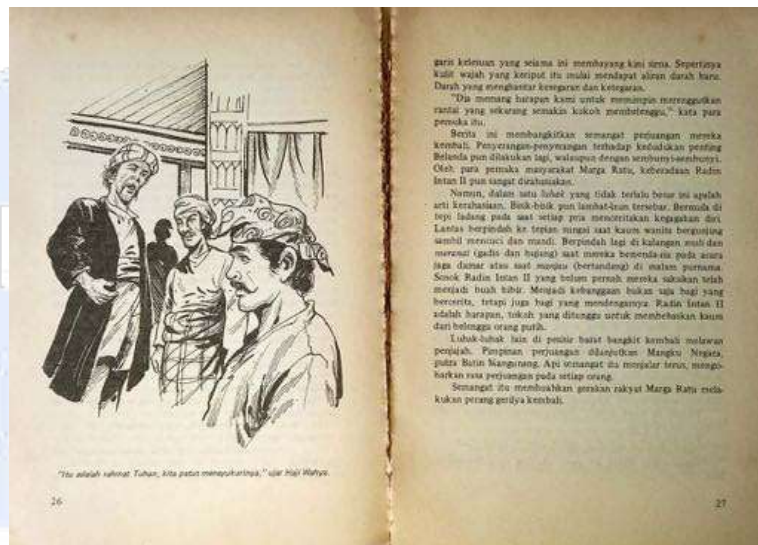 "Itu adalah rahmat Tuhan, kita patut mensyukurinya," ujar Haji Wahyu.
26
garis keletihan yang selama ini membayang kini sirna. Sepertinya
kulit wajah yang keriput itu mulai mendapat aliran darah baru.
Darah yang menghantar kesegaran dan ketegaran.
"Dia memang harapan kami untuk memimpin merenggutkan
rantai yang sekarang semakin kokoh membelenggu," kata para
pemuka itu.
Berita ini membangkitkan semangat perjuangan mereka
kembali. Penyerangan-penyerangan terhadap kedudukan penting
Belanda pun dilakukan lagi, walaupun dengan sembunyi-sembunyi.
Oleh para pemuka masyarakat Marga Ratu, keberadaan Radin
Intan II pun sangat dirahasiakan.
Namun, dalam satu luhak yang tidak terlalu besar ini apalah
arti kerahasiaan. Bisik-bisik pun lambat-laun tersebar. Bermula di
tepi ladang pada saat setiap pria menceritakan kegagahan diri.
Lantas berpindah ke tepian sungai saat kaum wanita bergunjing
sambil mencuci dan mandi. Berpindah lagi di kalangan muli dan
meranai (gadis dan bujang) saat mereka bersenda-ria pada acara
jaga damar atau saat manjau (bertandang) di malam purnama.
Sosok Radin Intan II yang belum pernah mereka saksikan telah
menjadi buah bibir. Menjadi kebanggaan bukan saja bagi yang
bercerita, tetapi juga bagi yang mendengarnya. Radin Intan II
adalah harapan, tokoh yang ditunggu untuk membebaskan kaum
dari belenggu orang putih.
Luhak-luhak lain di pesisir barat bangkit kembali melawan
penjajah. Pimpinan perjuangan dilanjutkan Mangku Negara,
putra Batin Mangunang. Api semangat itu menjalar terus, mengo-
barkan rasa perjuangan pada setiap orang.
Semangat itu membuahkan gerakan rakyat Marga Ratu mela-
kukan perang gerilya kembali.
27